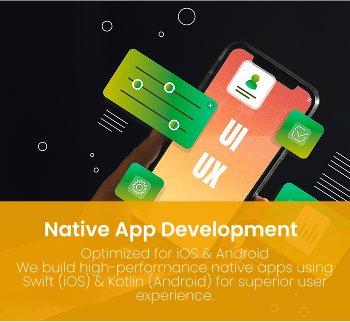 UI
UX
Native App Development
Optimized for iOS & Android
We build high-performance native apps using
Swift (iOS) & Kotlin (Android) for superior user
experience.